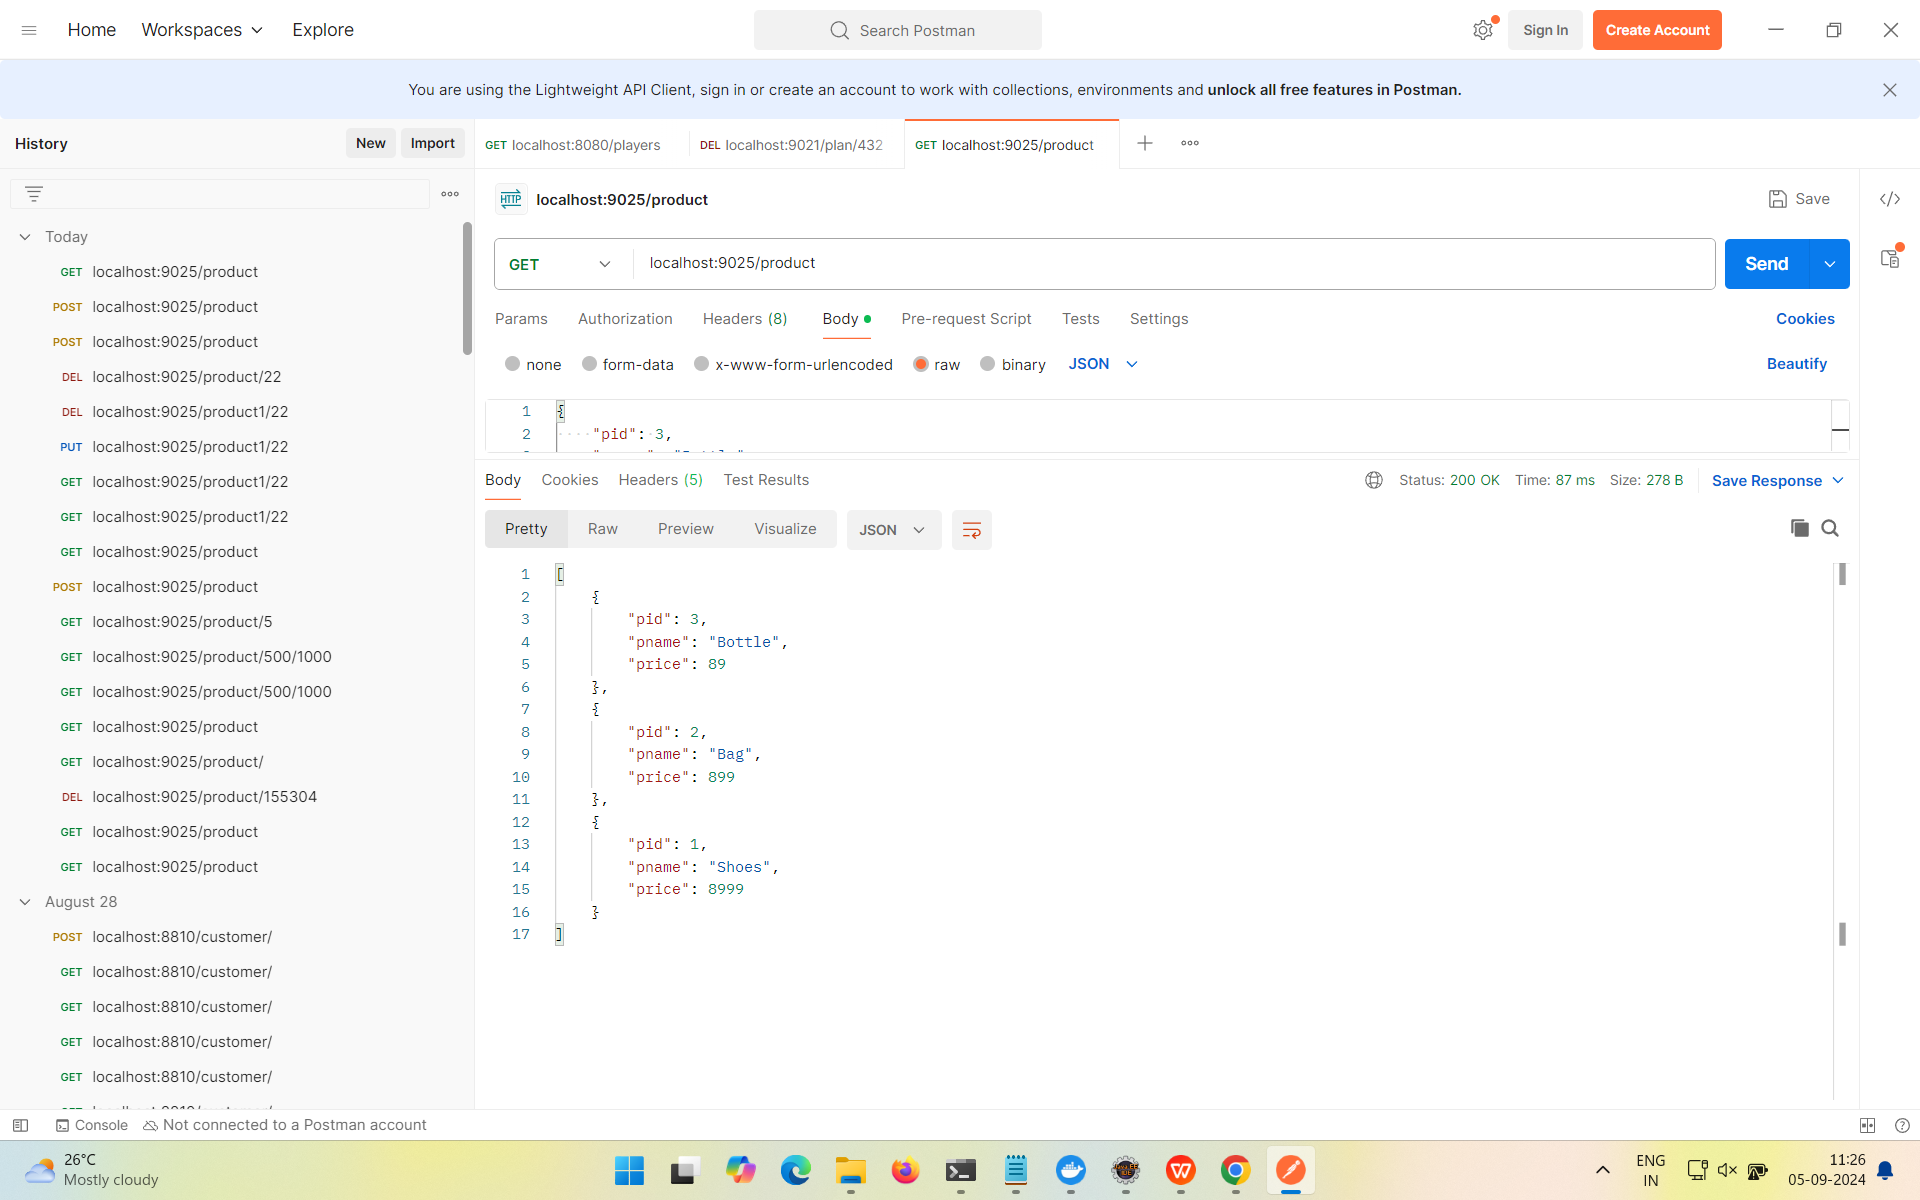 Home Workspaces Explore Search Postman Sign In Create Account
You are using the Lightweight API Client, sign in or create an account to work with collections, environments and unlock all free features in Postman.
History New Import
GET localhost:8080/players DEL localhost:9021/plan/432 GET localhost:9025/product
HTTP localhost:9025/product Save
Today
GET localhost:9025/product
POST localhost:9025/product
POST localhost:9025/product
DEL localhost:9025/product/22
DEL localhost:9025/product1/22
PUT localhost:9025/product1/22
GET localhost:9025/product1/22
GET localhost:9025/product1/22
GET localhost:9025/product
POST localhost:9025/product
GET localhost:9025/product/5
GET localhost:9025/product/500/1000
GET localhost:9025/product/500/1000
GET localhost:9025/product
GET localhost:9025/product/
DEL localhost:9025/product/155304
GET localhost:9025/product
GET localhost:9025/product
August 28
POST localhost:8810/customer/
GET localhost:8810/customer/
GET localhost:8810/customer/
GET localhost:8810/customer/
GET localhost:8810/customer/
GET localhost:9025/product Send
Params Authorization Headers (8) Body Pre-request Script Tests Settings Cookies
none form-data x-www-form-urlencoded raw binary JSON Beautify
1 {
2 "pid": 3,
Body Cookies Headers (5) Test Results Status: 200 OK Time: 87 ms Size: 278 B Save Response
Pretty Raw Preview Visualize JSON
1 [
2 {
3 "pid": 3,
4 "pname": "Bottle",
5 "price": 89
6 },
7 {
8 "pid": 2,
9 "pname": "Bag",
10 "price": 899
11 },
12 {
13 "pid": 1,
14 "pname": "Shoes",
15 "price": 8999
16 }
17 ]
Console Not connected to a Postman account
26°C
Mostly cloudy
ENG
IN
11:26
05-09-2024